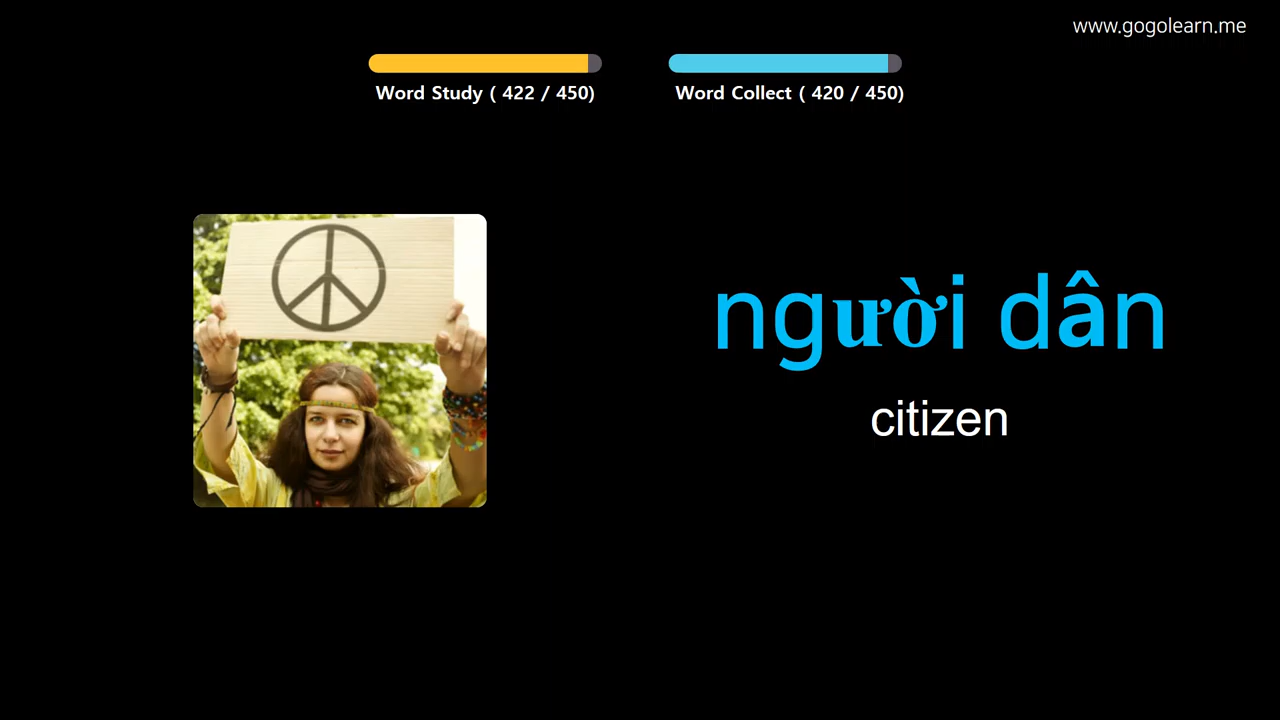 www.gogolearn.me
Word Study ( 422 / 450)
Word Collect ( 420 / 450)
người dân
citizen